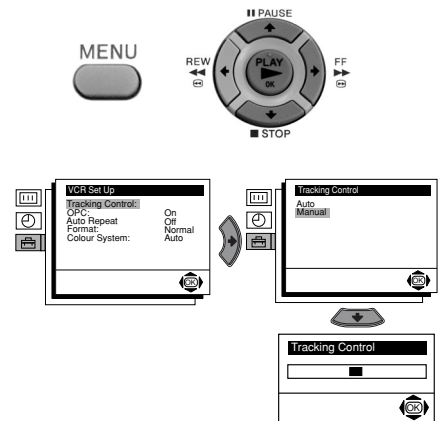 PAUSE
MENU
REW
PLAY
OK
FF
STOP
VCR Set Up
Tracking Control:
OPC: On
Auto Repeat Off
Format: Normal
Colour System: Auto
OK
Tracking Control
Auto
Manual
OK
Tracking Control
OK